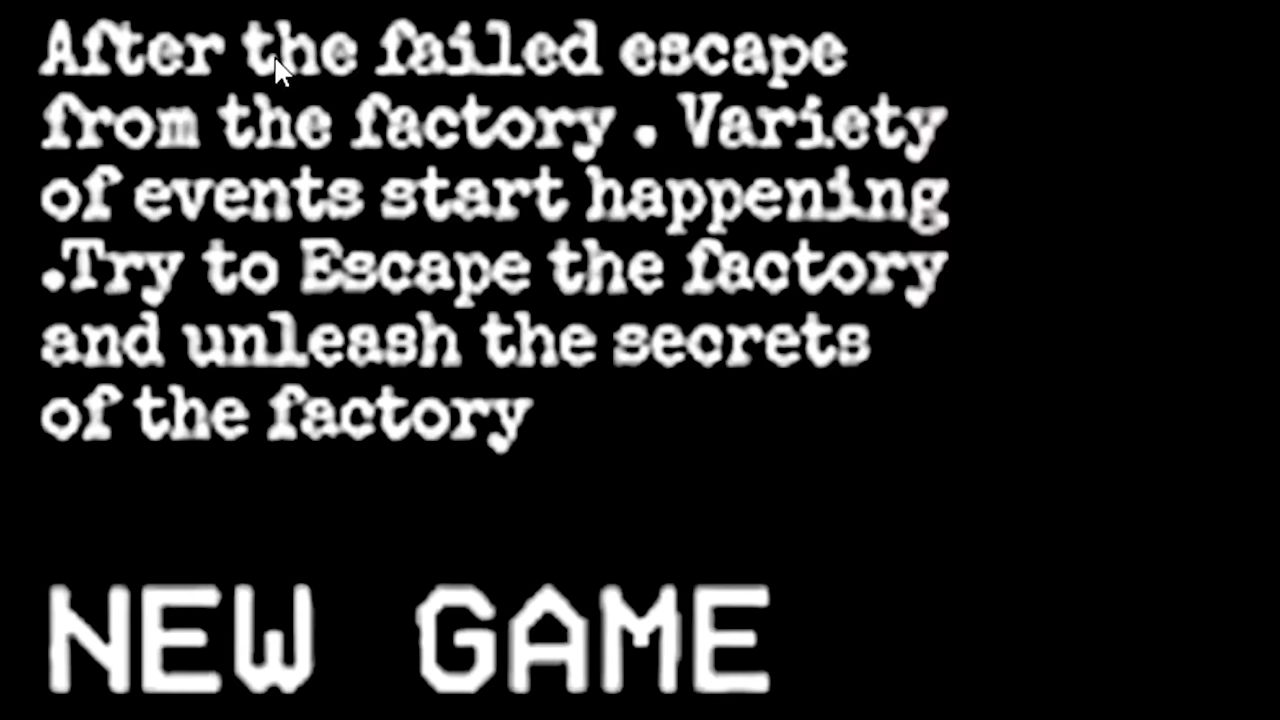 After the failed escape
from the factory . Variety
of events start happening
.Try to Escape the factory
and unleash the secrets
of the factory
NEW GAME